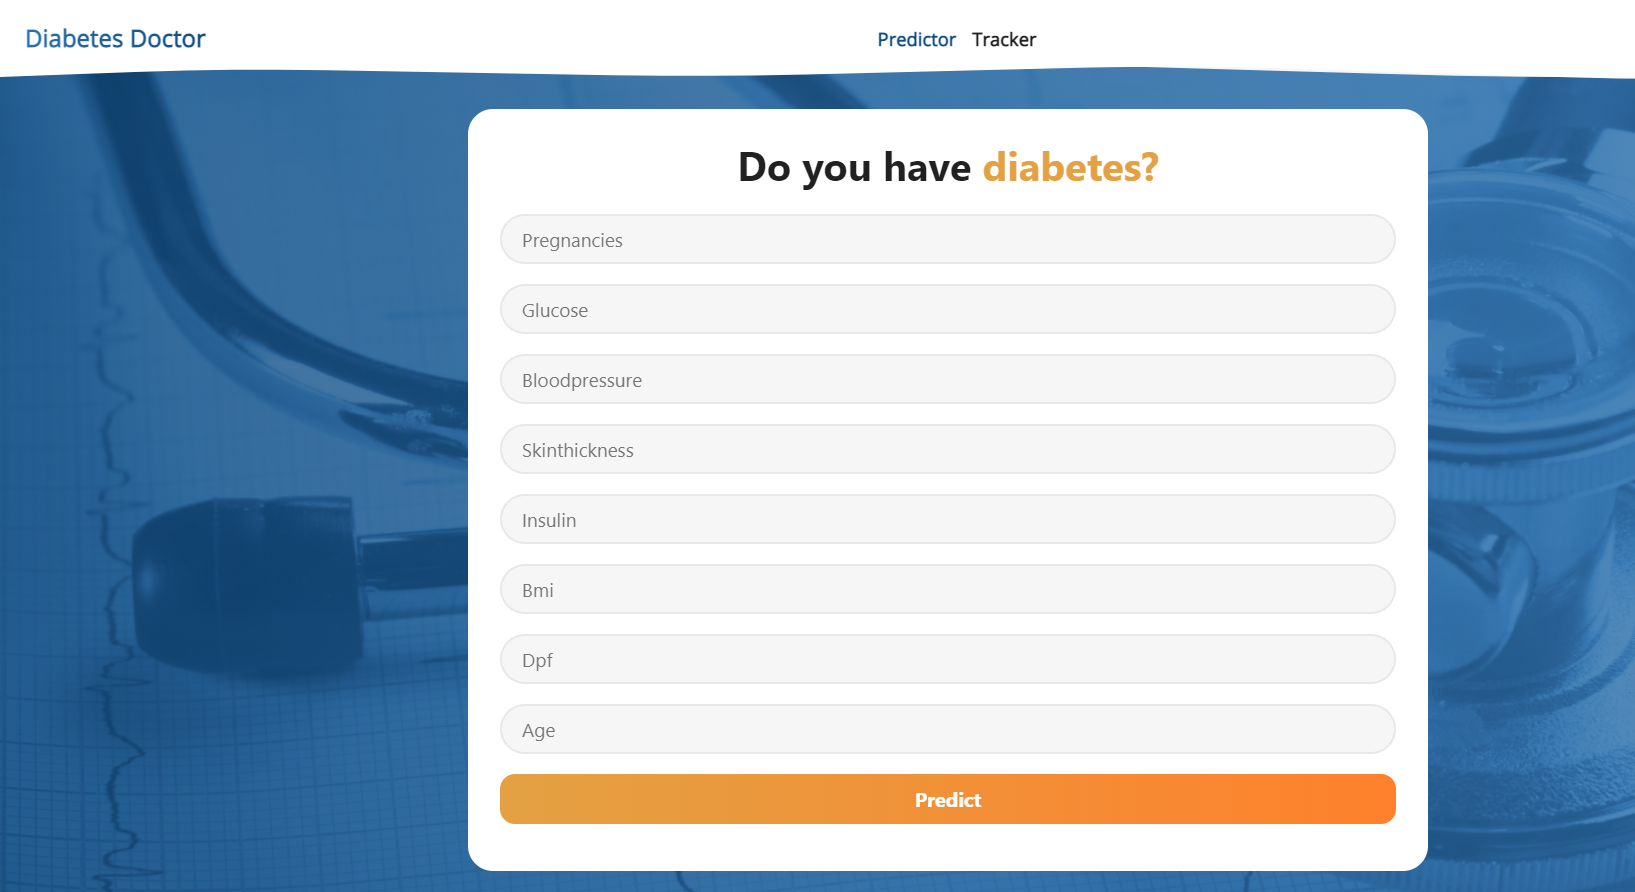 Diabetes Doctor
Predictor Tracker
Do you have diabetes?
Pregnancies
Glucose
Bloodpressure
Skinthickness
Insulin
Bmi
Dpf
Age
Predict